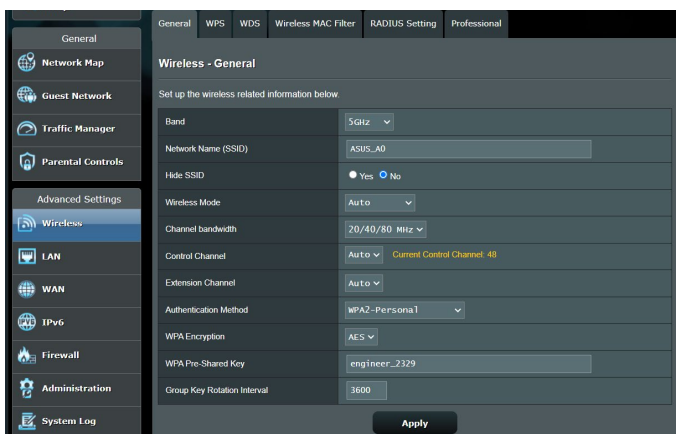 General WPS WDS Wireless MAC Filter RADIUS Setting Professional
General
Network Map
Guest Network
Traffic Manager
Parental Controls
Advanced Settings
Wireless
LAN
WAN
IPv6
Firewall
Administration
System Log
Wireless - General
Set up the wireless related information below.
Band 5GHz
Network Name (SSID) ASUS_A0
Hide SSID Yes No
Wireless Mode Auto
Channel bandwidth 20/40/80 MHz
Control Channel Auto Current Control Channel: 48
Extension Channel Auto
Authentication Method WPA2-Personal
WPA Encryption AES
WPA Pre-Shared Key engineer_2329
Group Key Rotation Interval 3600
Apply